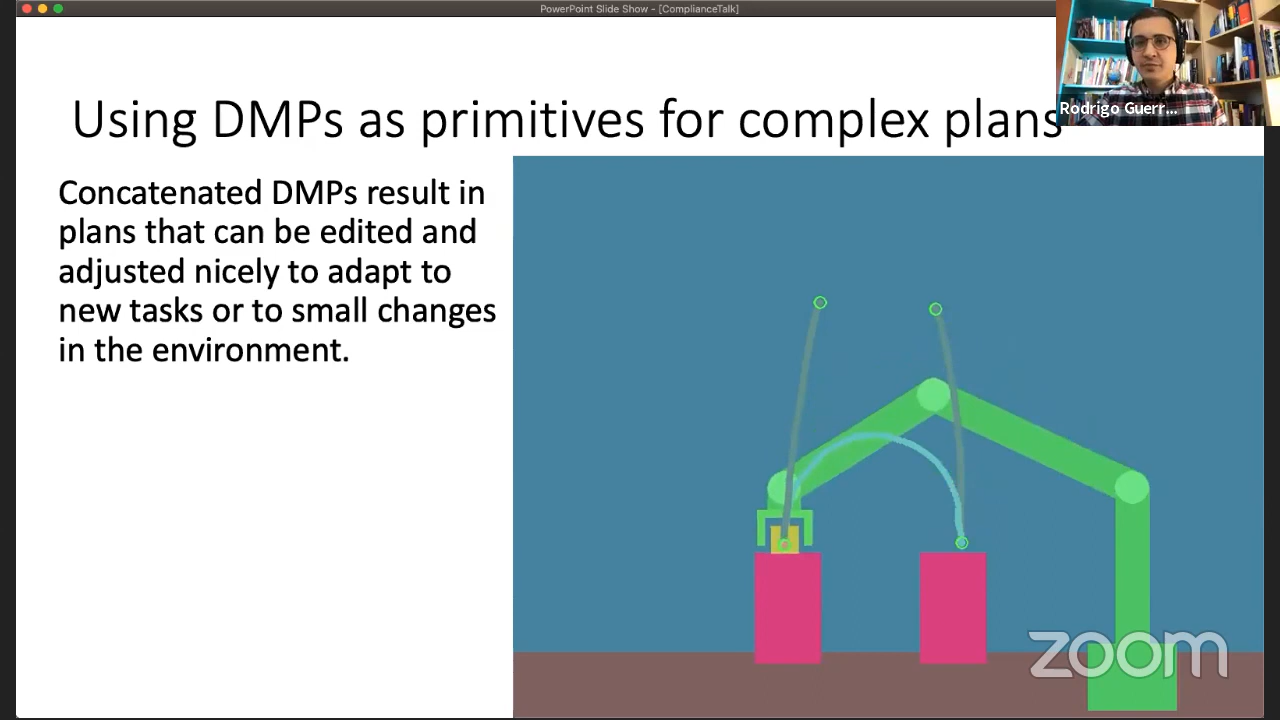 PowerPoint Slide Show - [ComplianceTalk]
Rodrigo Guerr...
Using DMPs as primitives for complex plans
Concatenated DMPs result in
plans that can be edited and
adjusted nicely to adapt to
new tasks or to small changes
in the environment.
zoom